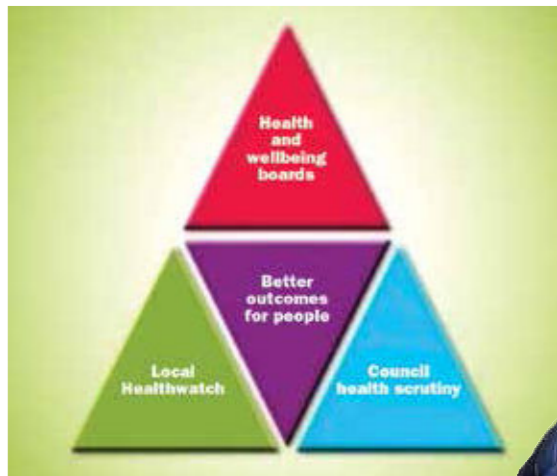 Health
and
wellbeing
boards
Better
outcomes
for people
Local
Healthwatch
Council
health scrutiny